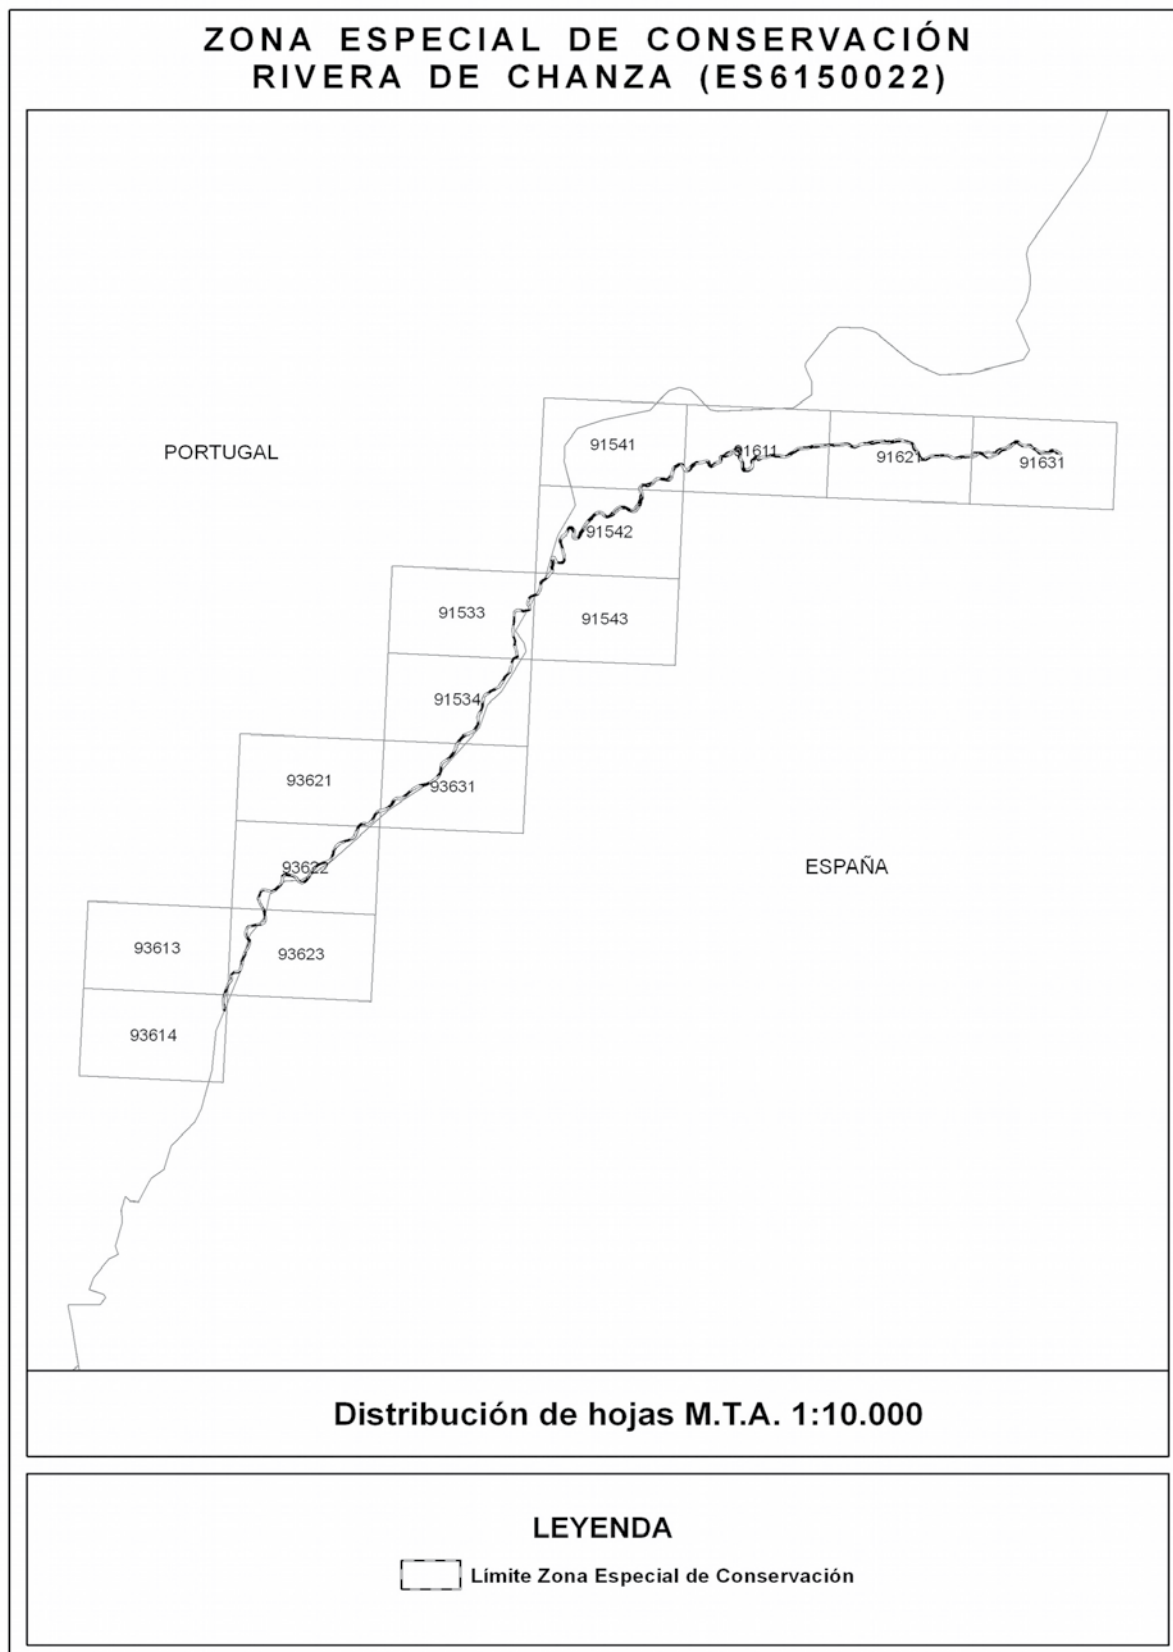 ZONA ESPECIAL DE CONSERVACIÓN
RIVERA DE CHANZA (ES6150022)
PORTUGAL
91541
91611
91621
91631
91542
91533
91543
91534
93621
93631
93622
ESPAÑA
93613
93623
93614
Distribución de hojas M.T.A. 1:10.000
LEYENDA
Límite Zona Especial de Conservación